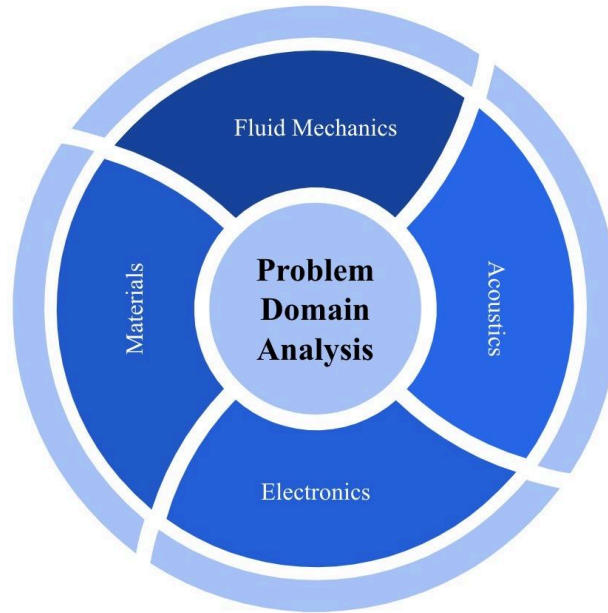 Fluid Mechanics
Problem
Domain
Analysis
Materials
Acoustics
Electronics